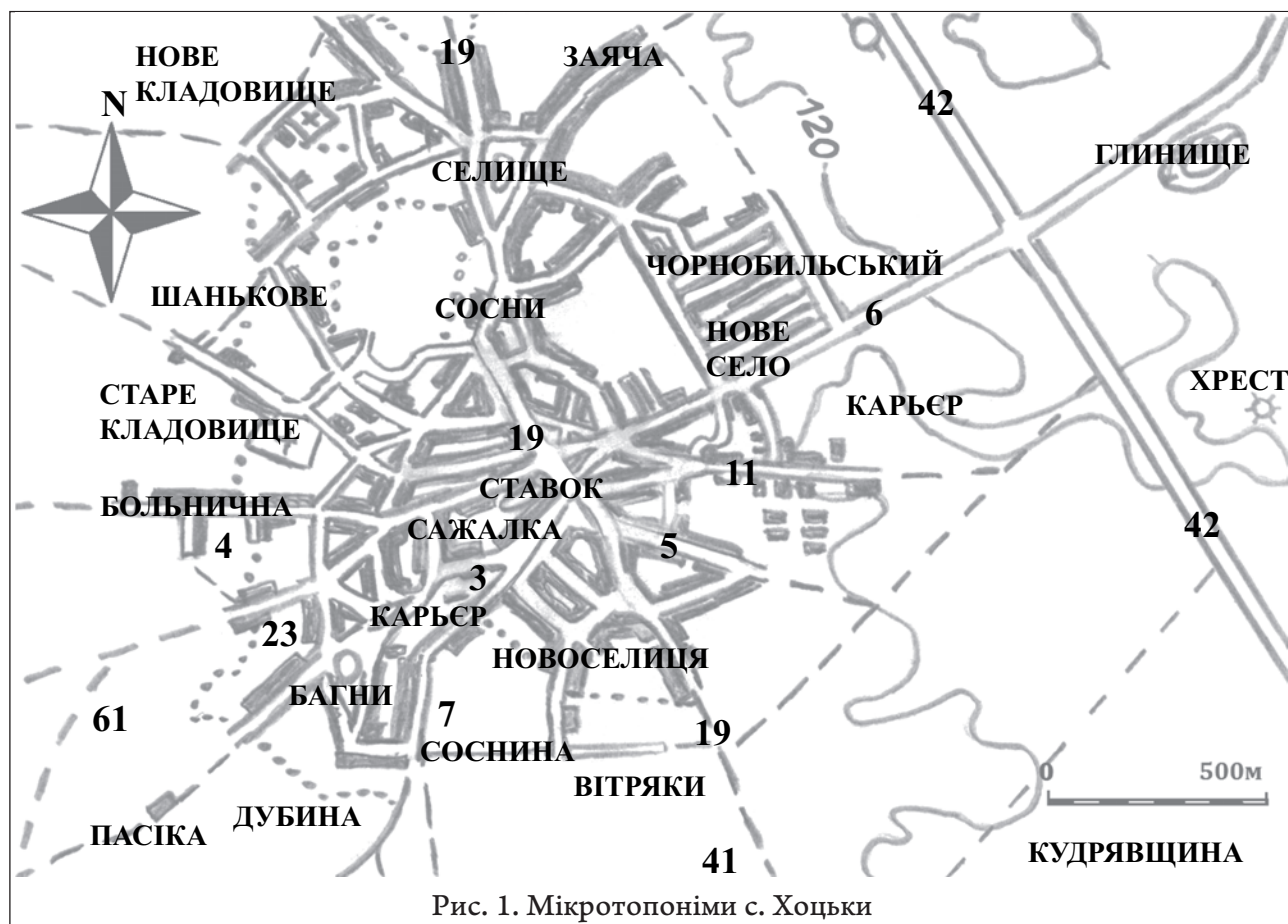 НОВЕ
КЛАДОВИЩЕ
19
ЗАЯЧА
N
42
120
ГЛИНИЩЕ
СЕЛИЩЕ
ЧОРНОБИЛЬСЬКИЙ
ШАНЬКОВЕ
СОСНИ
6
НОВЕ
СЕЛО
ХРЕСТ
СТАРЕ
КЛАДОВИЩЕ
КАРЬЄР
19
11
СТАВОК
БОЛЬНИЧНА
САЖАЛКА
42
4
5
3
КАРЬЄР
23
НОВОСЕЛИЦЯ
БАГНИ
61
7
19
СОСНИНА
0 500м
ВІТРЯКИ
ДУБИНА
ПАСІКА
41
КУДРЯВЩИНА
Рис. 1. Мікротопоніми с. Хоцьки